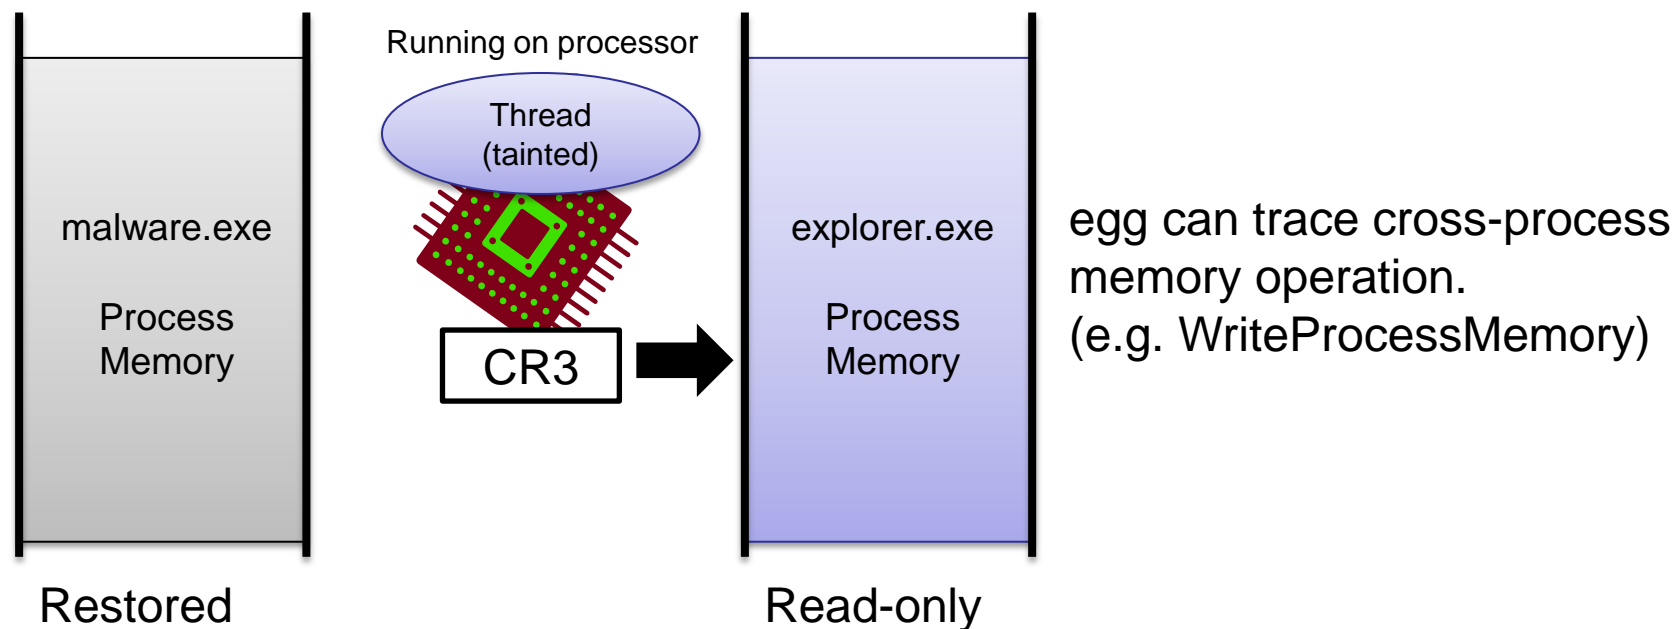 Running on processor
Thread
(tainted)
malware.exe
Process
Memory
CR3
explorer.exe
Process
Memory
egg can trace cross-process
memory operation.
(e.g. WriteProcessMemory)
Restored
Read-only